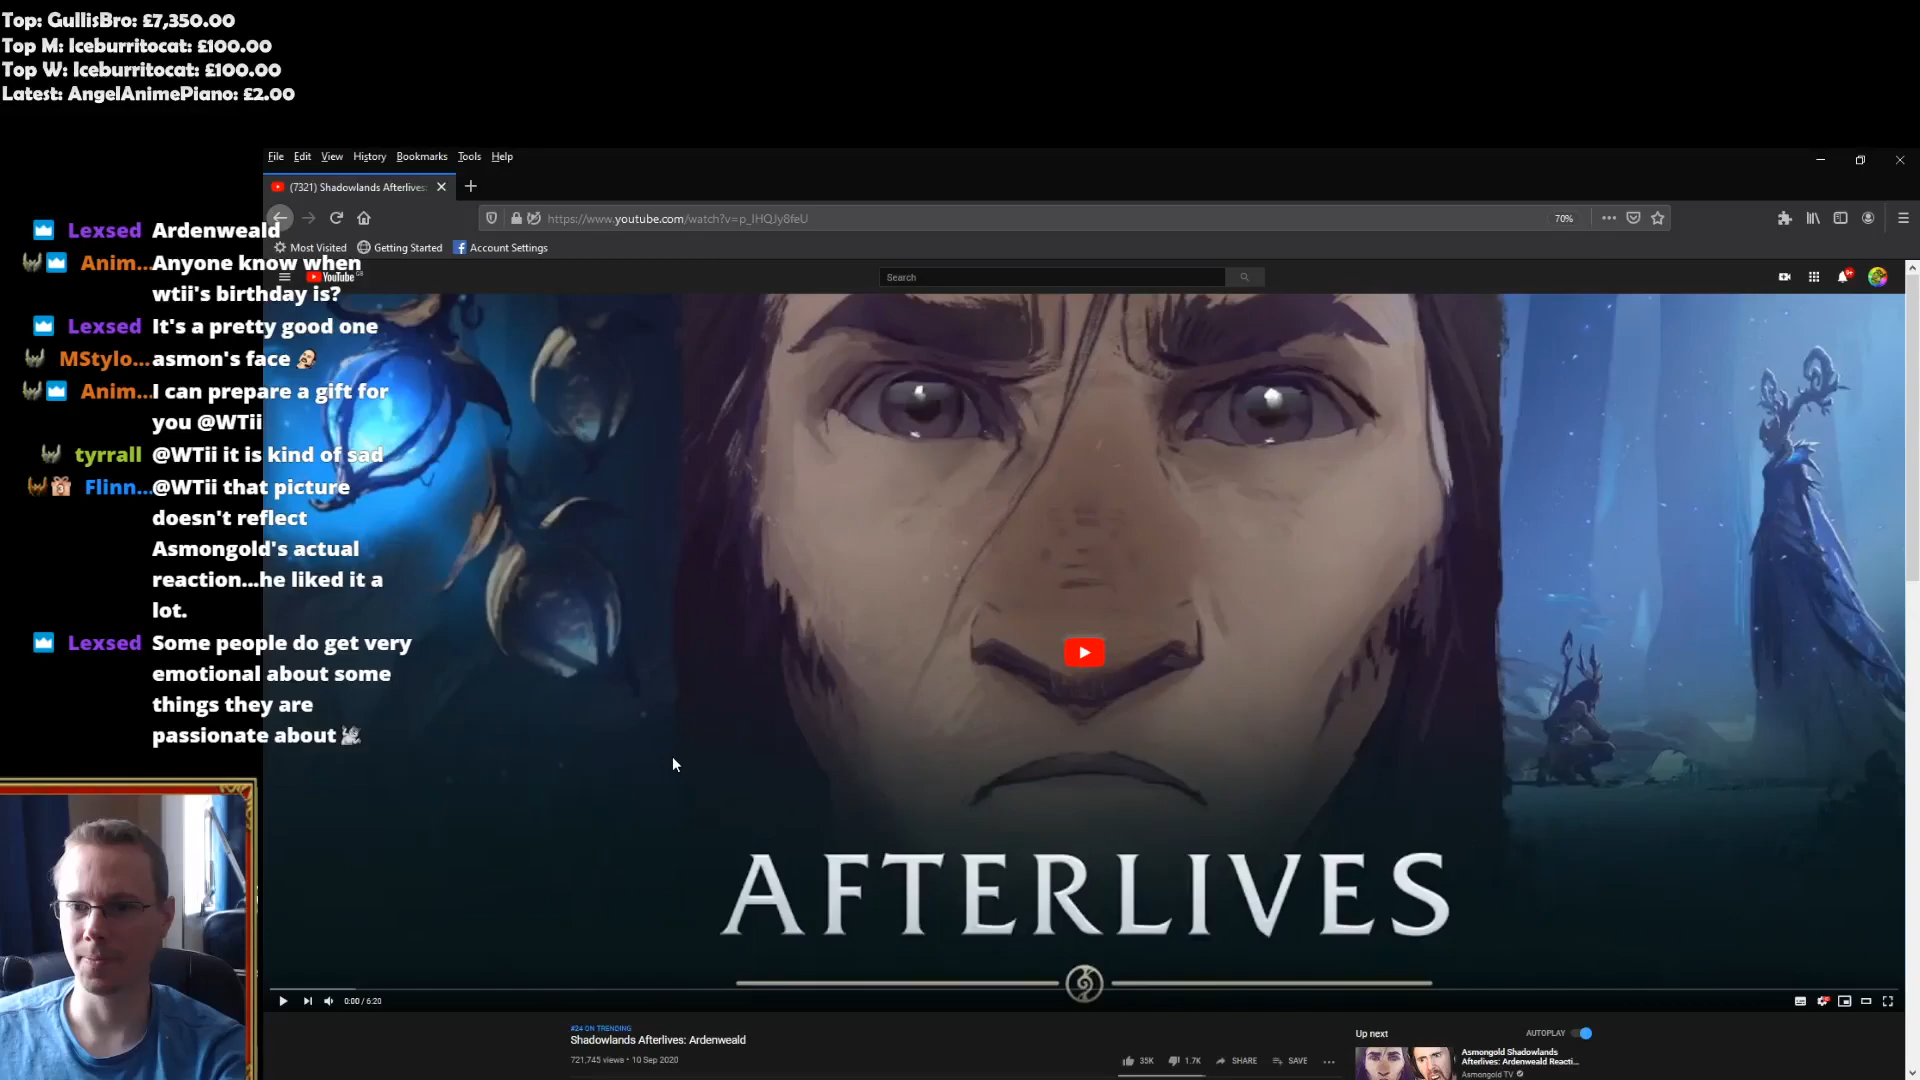 Top: GullisBro: £7,350.00
Top M: Iceburritocat: £100.00
Top W: Iceburritocat: £100.00
Latest: AngelAnimePiano: £2.00
File Edit View History Bookmarks Tools Help
(7321) Shadowlands Afterlives:
https://www.youtube.com/watch?v=p_IHQJy8feU
70%
Most Visited Getting Started Account Settings
YouTube GB
Search
9+
Lexsed Ardenweald
Anim... Anyone know when
wtii's birthday is?
Lexsed It's a pretty good one
MStylo... asmon's face
Anim... I can prepare a gift for
you @WTii
tyrrall @WTii it is kind of sad
Flinn... @WTii that picture
doesn't reflect
Asmongold's actual
reaction...he liked it a
lot.
Lexsed Some people do get very
emotional about some
things they are
passionate about
AFTERLIVES
0:00 / 6:20
#24 ON TRENDING
Shadowlands Afterlives: Ardenweald
721,745 views • 10 Sep 2020
35K 1.7K SHARE SAVE
Up next
AUTOPLAY
Asmongold Shadowlands
Afterlives: Ardenweald Reacti...
Asmongold TV